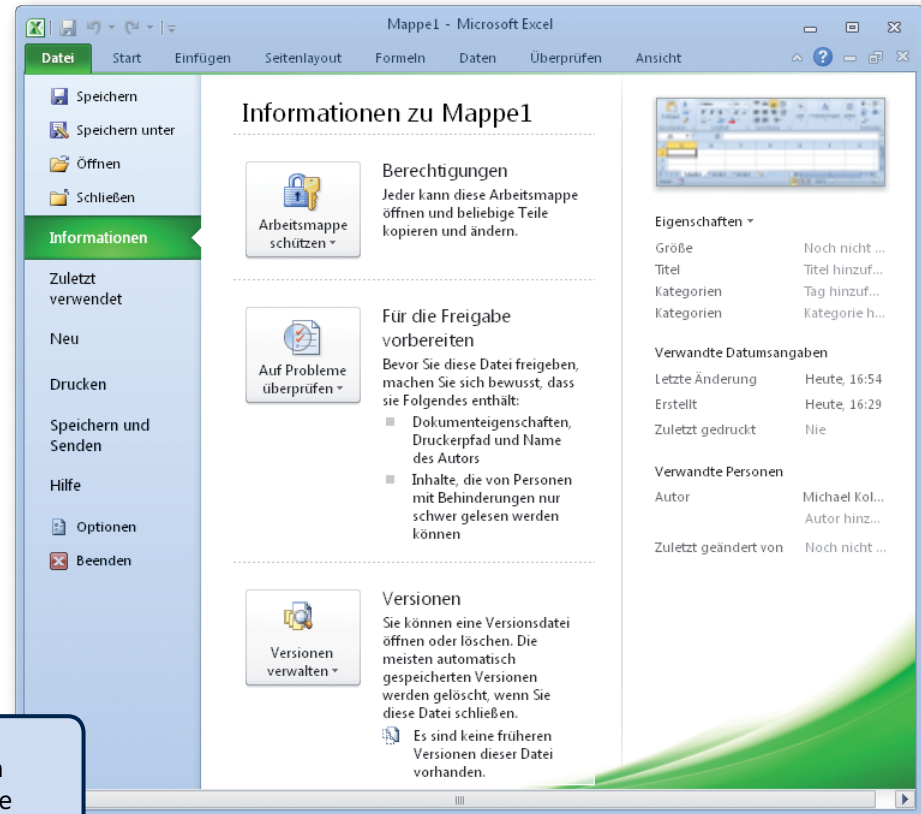 Mappe1 - Microsoft Excel
Datei Start Einfügen Seitenlayout Formeln Daten Überprüfen Ansicht
Speichern
Speichern unter
Öffnen
Schließen
Informationen
Zuletzt
verwendet
Neu
Drucken
Speichern und
Senden
Hilfe
Optionen
Beenden
Informationen zu Mappe1
Arbeitsmappe
schützen
Berechtigungen
Jeder kann diese Arbeitsmappe
öffnen und beliebige Teile
kopieren und ändern.
Auf Probleme
überprüfen
Für die Freigabe
vorbereiten
Bevor Sie diese Datei freigeben,
machen Sie sich bewusst, dass
sie Folgendes enthält:
Dokumenteigenschaften,
Druckerpfad und Name
des Autors
Inhalte, die von Personen
mit Behinderungen nur
schwer gelesen werden
können
Versionen
verwalten
Versionen
Sie können eine Versionsdatei
öffnen oder löschen. Die
meisten automatisch
gespeicherten Versionen
werden gelöscht, wenn Sie
diese Datei schließen.
Es sind keine früheren
Versionen dieser Datei
vorhanden.
Eigenschaften
Größe Noch nicht ...
Titel Titel hinzuf...
Kategorien Tag hinzuf...
Kategorien Kategorie h...
Verwandte Datumsangaben
Letzte Änderung Heute, 16:54
Erstellt Heute, 16:29
Zuletzt gedruckt Nie
Verwandte Personen
Autor Michael Kol...
Autor hinz...
Zuletzt geändert von Noch nicht ...